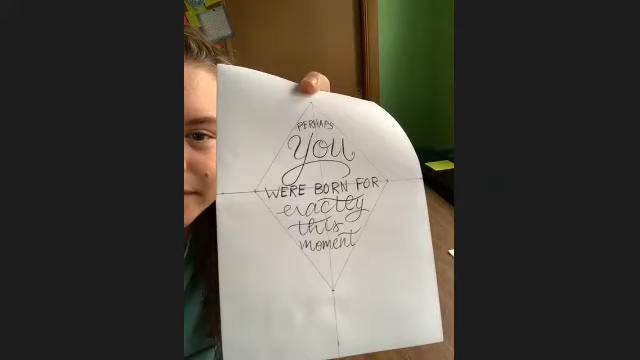 PERHAPS
you
WERE BORN FOR
exactly
this
moment